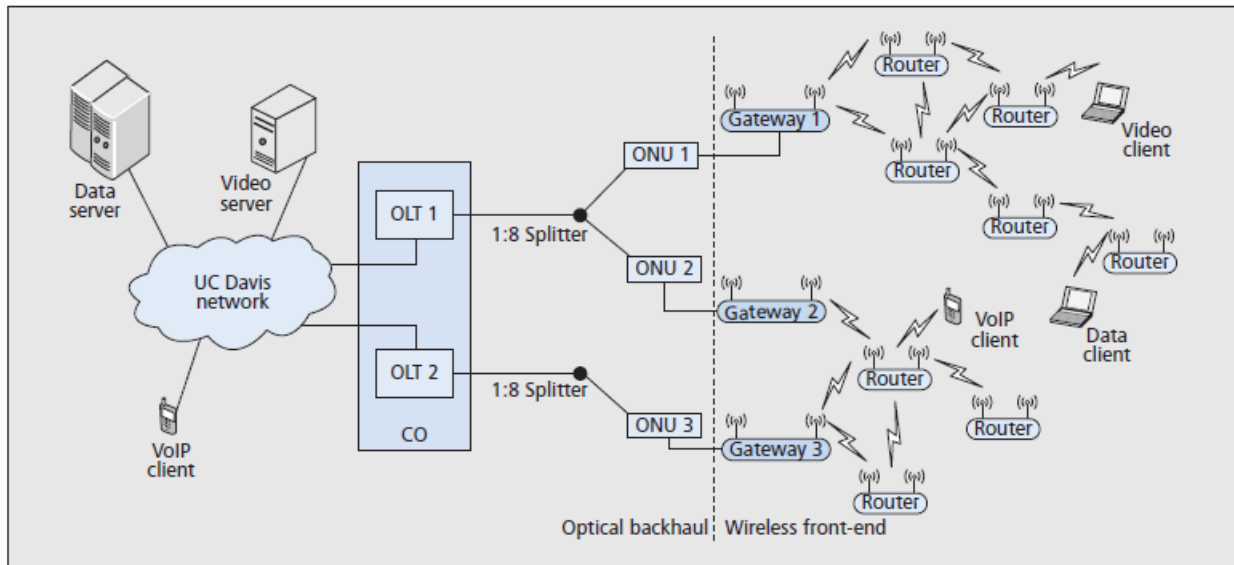 Data
server
Video
server
UC Davis
network
VoIP
client
OLT 1
OLT 2
CO
1:8 Splitter
1:8 Splitter
ONU 1
ONU 2
ONU 3
Optical backhaul
Wireless front-end
Gateway 1
Router
Router
Router
Video
client
Router
Router
Data
client
Gateway 2
VoIP
client
Router
Router
Gateway 3
Router